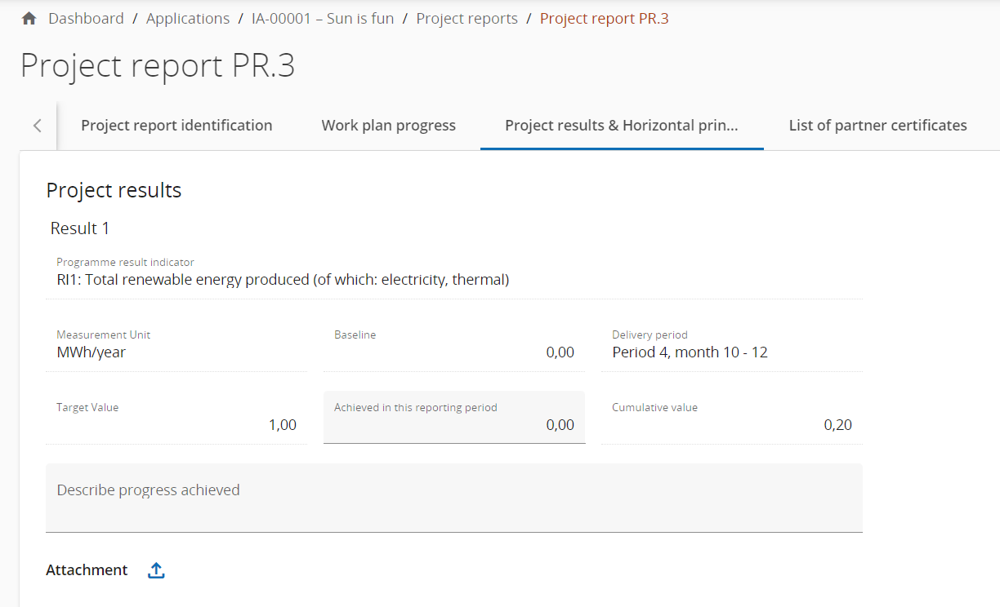 Dashboard / Applications / IA-00001 – Sun is fun / Project reports / Project report PR.3
Project report PR.3
Project report identification Work plan progress Project results & Horizontal prin... List of partner certificates
Project results
Result 1
Programme result indicator
RI1: Total renewable energy produced (of which: electricity, thermal)
Measurement Unit Baseline Delivery period
MWh/year 0,00 Period 4, month 10 - 12
Target Value Achieved in this reporting period Cumulative value
1,00 0,00 0,20
Describe progress achieved
Attachment